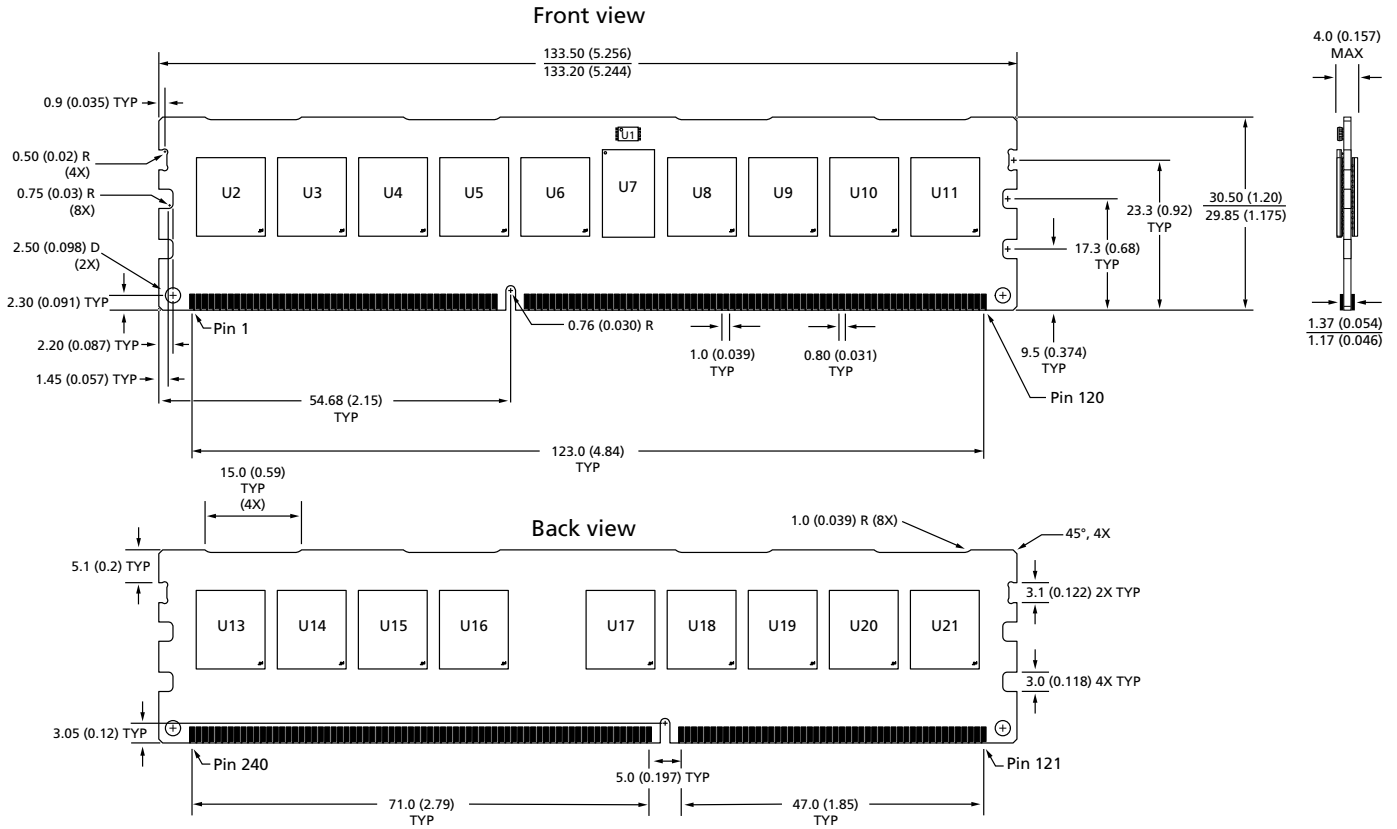 Front view
133.50 (5.256)
133.20 (5.244)
4.0 (0.157)
MAX
0.9 (0.035) TYP
0.50 (0.02) R
(4X)
0.75 (0.03) R
(8X)
2.50 (0.098) D
(2X)
2.30 (0.091) TYP
2.20 (0.087) TYP
1.45 (0.057) TYP
U1
U2
U3
U4
U5
U6
U7
U8
U9
U10
U11
23.3 (0.92)
TYP
30.50 (1.20)
29.85 (1.175)
17.3 (0.68)
TYP
Pin 1
0.76 (0.030) R
1.0 (0.039)
TYP
0.80 (0.031)
TYP
9.5 (0.374)
TYP
1.37 (0.054)
1.17 (0.046)
Pin 120
54.68 (2.15)
TYP
123.0 (4.84)
TYP
15.0 (0.59)
TYP
(4X)
Back view
1.0 (0.039) R (8X)
45°, 4X
5.1 (0.2) TYP
3.1 (0.122) 2X TYP
U13
U14
U15
U16
U17
U18
U19
U20
U21
3.0 (0.118) 4X TYP
3.05 (0.12) TYP
Pin 240
5.0 (0.197) TYP
Pin 121
71.0 (2.79)
TYP
47.0 (1.85)
TYP